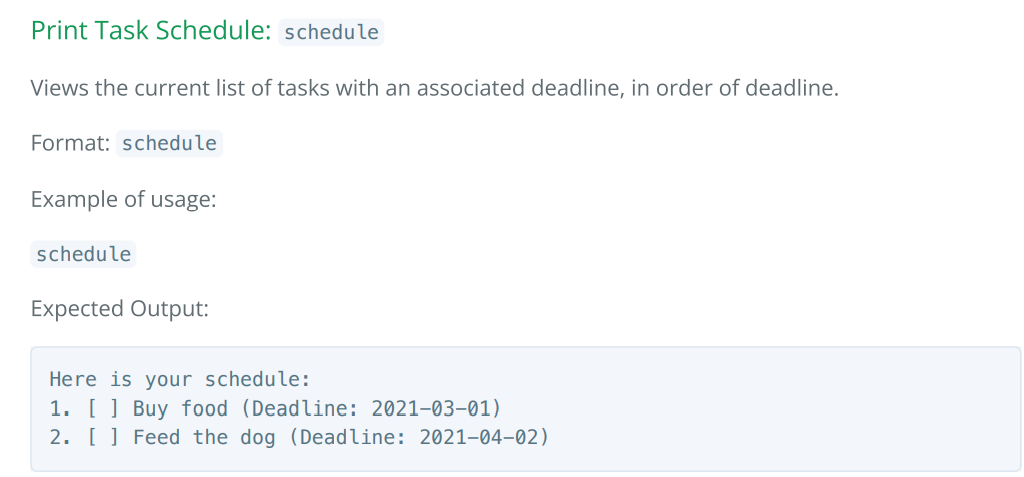 Print Task Schedule: schedule
Views the current list of tasks with an associated deadline, in order of deadline.
Format: schedule
Example of usage:
schedule
Expected Output:
Here is your schedule:
1. [ ] Buy food (Deadline: 2021-03-01)
2. [ ] Feed the dog (Deadline: 2021-04-02)